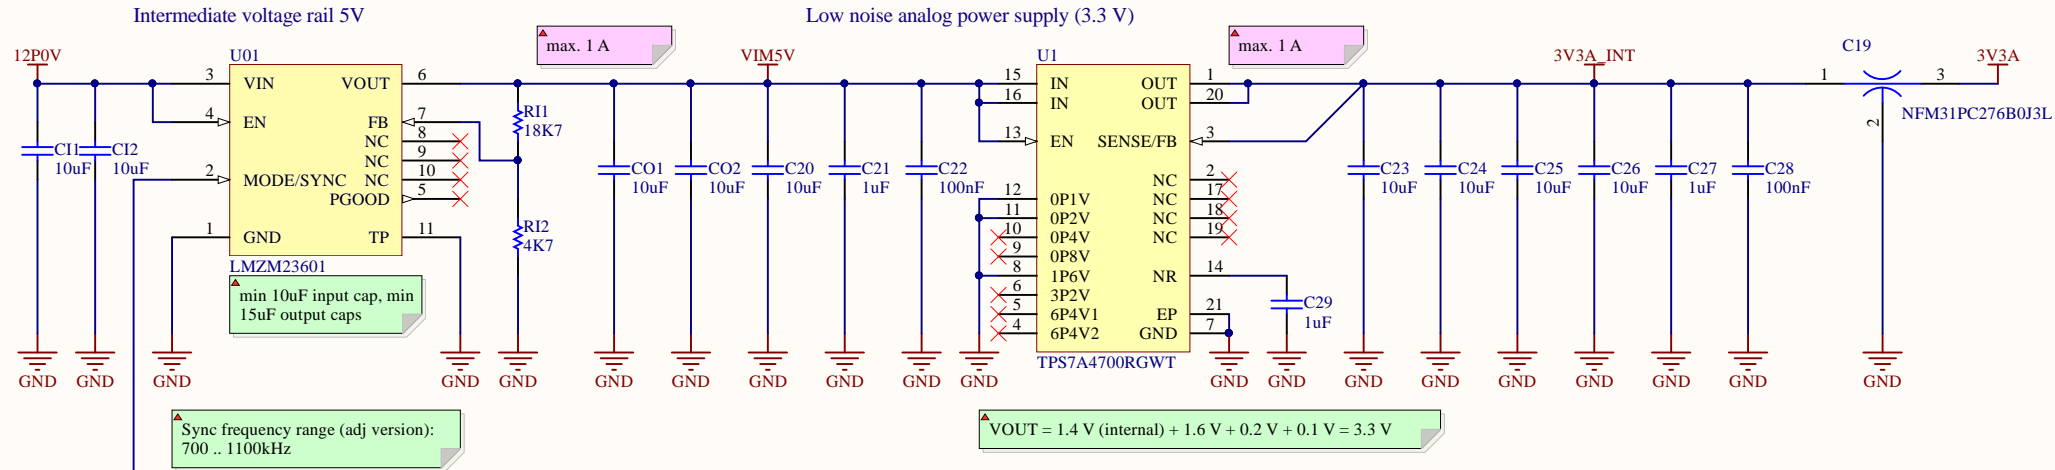 Intermediate voltage rail 5V
Low noise analog power supply (3.3 V)
max. 1 A
max. 1 A
12P0V
U01
VIM5V
U1
3V3A_INT
C19
3V3A
3 VIN VOUT 6
4 EN FB 7
NC 8
NC 9
2 MODE/SYNC NC 10
PGOOD 5
1 GND TP 11
LMZM23601
CI1
10uF
CI2
10uF
RI1
18K7
RI2
4K7
min 10uF input cap, min
15uF output caps
CO1
10uF
CO2
10uF
C20
10uF
C21
1uF
C22
100nF
15 IN OUT 1
16 IN OUT 20
13 EN SENSE/FB 3
NC 2
12 0P1V NC 17
11 0P2V NC 18
10 0P4V NC 19
9 0P8V
8 1P6V NR 14
6 3P2V
5 6P4V1 EP 21
4 6P4V2 GND 7
TPS7A4700RGWT
C29
1uF
C23
10uF
C24
10uF
C25
10uF
C26
10uF
C27
1uF
C28
100nF
1 3
2
NFM31PC276B0J3L
GND GND GND GND GND GND GND GND GND GND GND GND GND GND GND GND GND GND GND GND
Sync frequency range (adj version):
700 .. 1100kHz
VOUT = 1.4 V (internal) + 1.6 V + 0.2 V + 0.1 V = 3.3 V